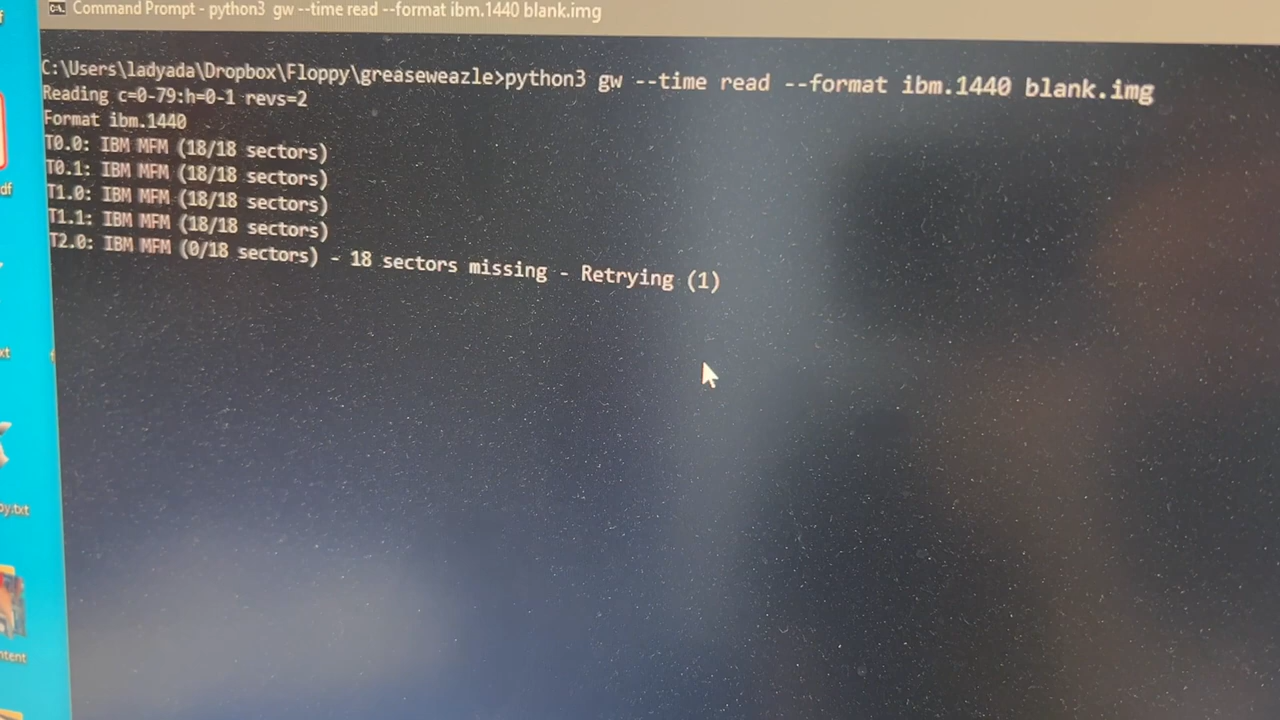 Command Prompt - python3 gw --time read --format ibm.1440 blank.img
C:\Users\ladyada\Dropbox\Floppy\greaseweazle>python3 gw --time read --format ibm.1440 blank.img
Reading c=0-79:h=0-1 revs=2
Format ibm.1440
T0.0: IBM MFM (18/18 sectors)
T0.1: IBM MFM (18/18 sectors)
T1.0: IBM MFM (18/18 sectors)
T1.1: IBM MFM (18/18 sectors)
T2.0: IBM MFM (0/18 sectors) - 18 sectors missing - Retrying (1)